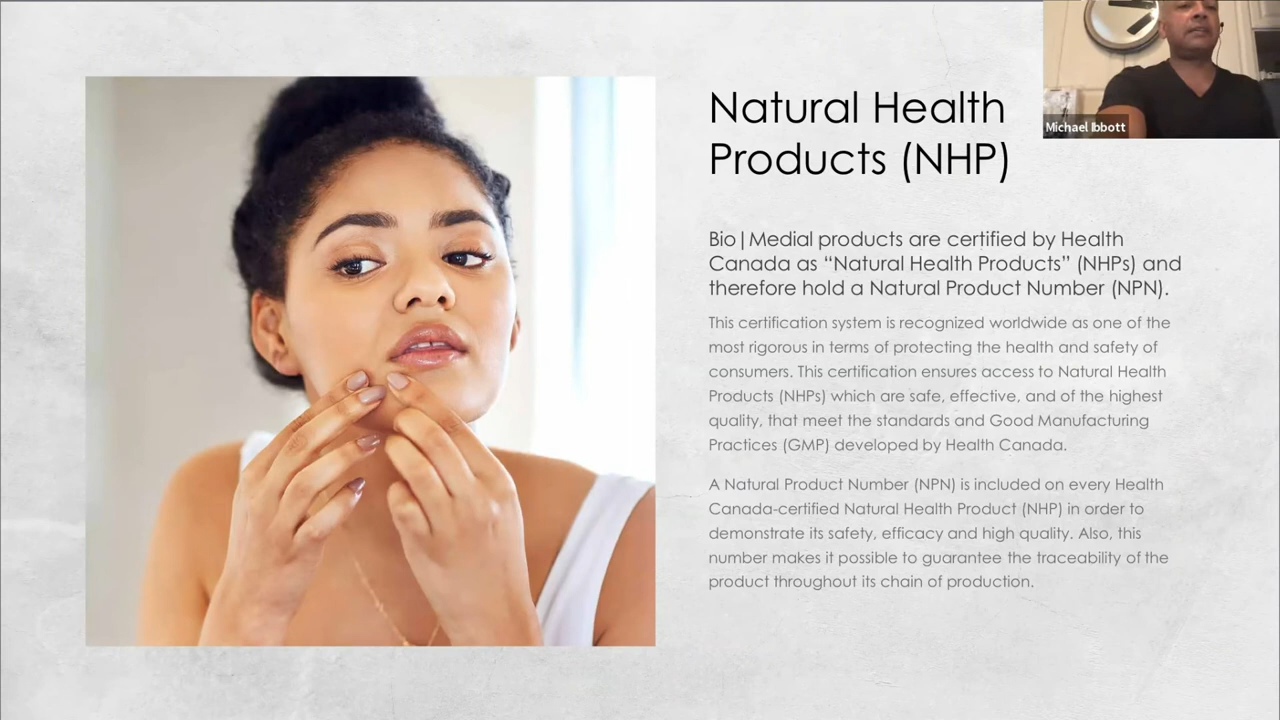 Natural Health
Products (NHP)
Michael Ibbott
Bio|Medial products are certified by Health
Canada as “Natural Health Products” (NHPs) and
therefore hold a Natural Product Number (NPN).
This certification system is recognized worldwide as one of the
most rigorous in terms of protecting the health and safety of
consumers. This certification ensures access to Natural Health
Products (NHPs) which are safe, effective, and of the highest
quality, that meet the standards and Good Manufacturing
Practices (GMP) developed by Health Canada.
A Natural Product Number (NPN) is included on every Health
Canada-certified Natural Health Product (NHP) in order to
demonstrate its safety, efficacy and high quality. Also, this
number makes it possible to guarantee the traceability of the
product throughout its chain of production.